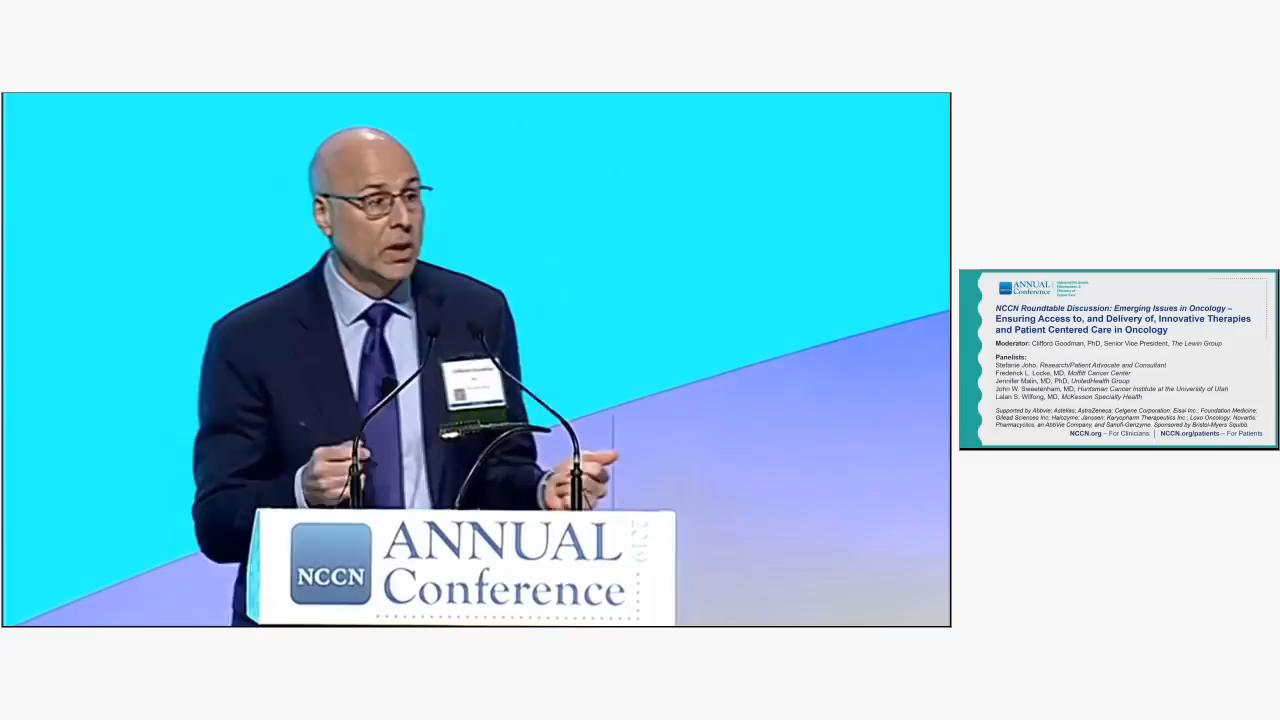 Clifford Goodman
NCCN
ANNUAL
Conference
2019
ANNUAL
Conference
NCCN Roundtable Discussion: Emerging Issues in Oncology –
Ensuring Access to, and Delivery of, Innovative Therapies
and Patient Centered Care in Oncology
Moderator: Clifford Goodman, PhD, Senior Vice President, The Lewin Group
Panelists:
Stefanie Joho, Research/Patient Advocate and Consultant
Frederick L. Locke, MD, Moffitt Cancer Center
Jennifer Malin, MD, PhD, UnitedHealth Group
John W. Sweetenham, MD, Huntsman Cancer Institute at the University of Utah
Lalan S. Wilfong, MD, McKesson Specialty Health
Supported by Abbvie; Astellas; AstraZeneca; Celgene Corporation; Eisai Inc.; Foundation Medicine;
Gilead Sciences Inc; Halozyme; Janssen; Karyopharm Therapeutics Inc.; Loxo Oncology; Novartis;
Pharmacyclics, an AbbVie Company, and Sanofi-Genzyme. Sponsored by Bristol-Myers Squibb.
NCCN.org – For Clinicians | NCCN.org/patients – For Patients